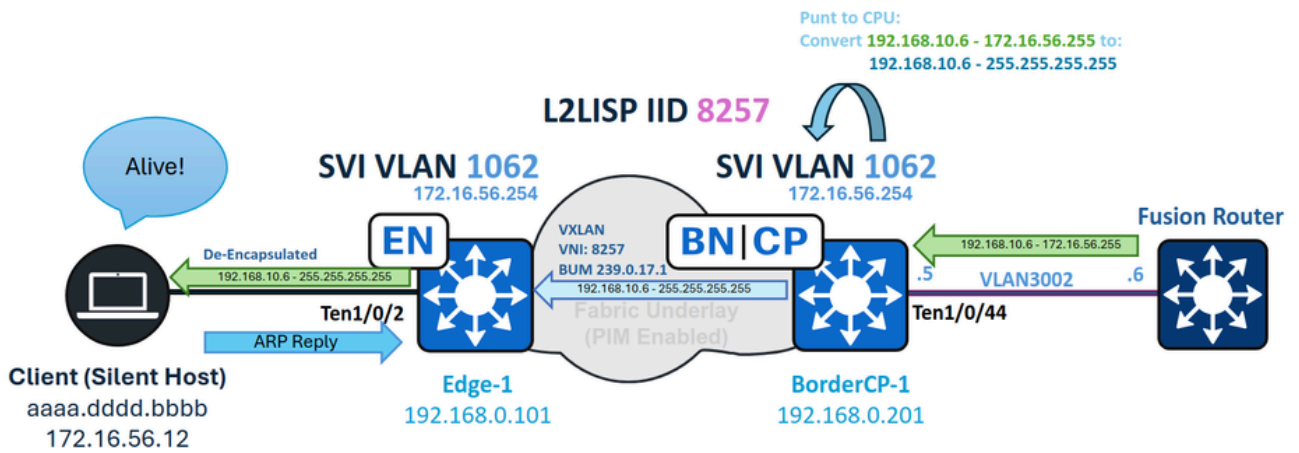 Punt to CPU:
Convert 192.168.10.6 - 172.16.56.255 to:
192.168.10.6 - 255.255.255.255
L2LISP IID 8257
Alive!
SVI VLAN 1062
172.16.56.254
SVI VLAN 1062
172.16.56.254
Fusion Router
EN
VXLAN
VNI: 8257
BUM 239.0.17.1
BN|CP
De-Encapsulated
192.168.10.6 - 255.255.255.255
192.168.10.6 - 255.255.255.255
192.168.10.6 - 172.16.56.255
.5
VLAN3002
.6
Fabric Underlay
(PIM Enabled)
Ten1/0/2
Ten1/0/44
ARP Reply
Client (Silent Host)
aaaa.dddd.bbbb
172.16.56.12
Edge-1
192.168.0.101
BorderCP-1
192.168.0.201